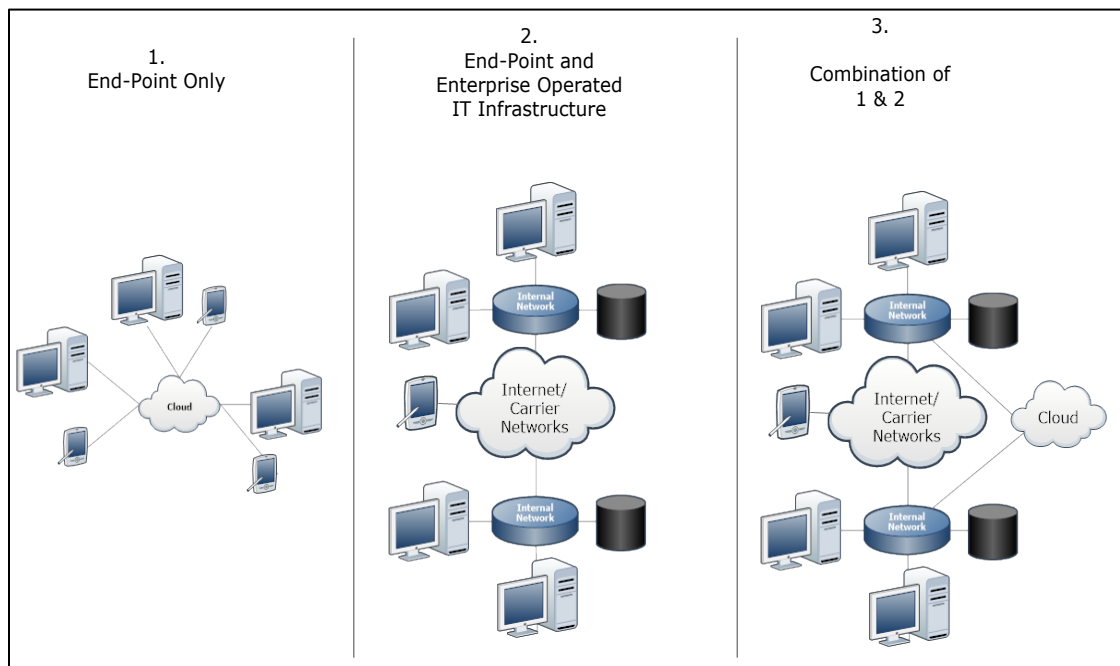 1.
End-Point Only
Cloud
2.
End-Point and
Enterprise Operated
IT Infrastructure
Internal
Network
Internet/
Carrier
Networks
Internal
Network
3.
Combination of
1 & 2
Internal
Network
Internet/
Carrier
Networks
Cloud
Internal
Network